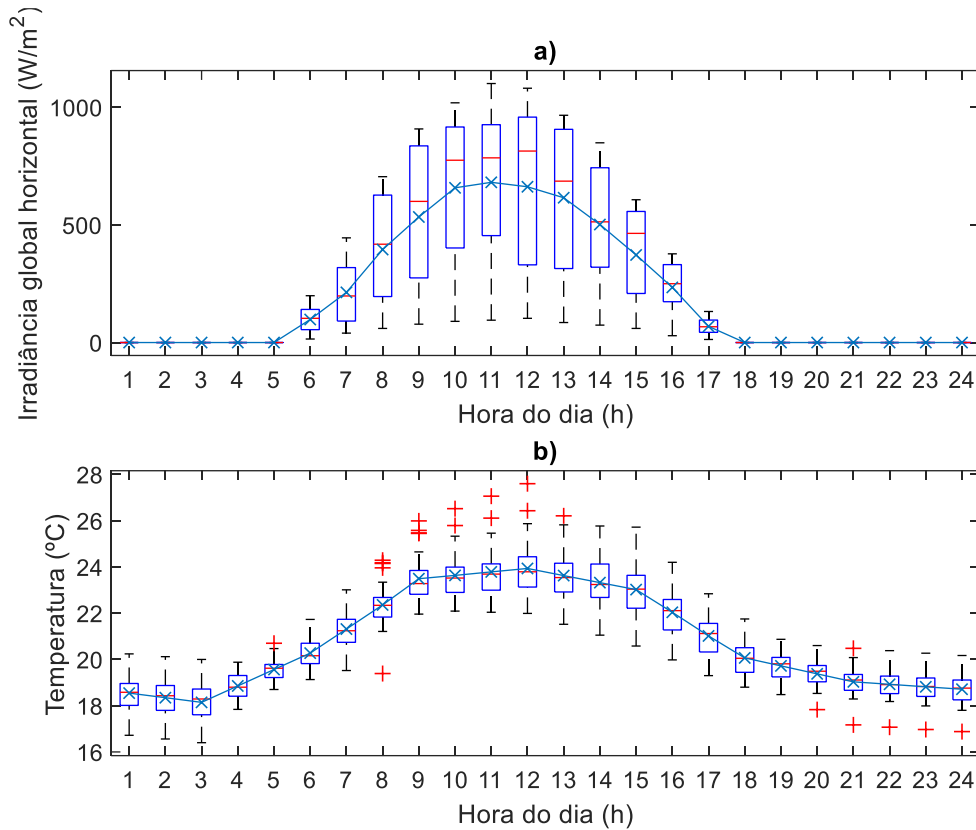 a)
Irradiância global horizontal (W/m²)
1000
500
0
1 2 3 4 5 6 7 8 9 10 11 12 13 14 15 16 17 18 19 20 21 22 23 24
Hora do dia (h)
b)
Temperatura (ºC)
28
26
24
22
20
18
16
1 2 3 4 5 6 7 8 9 10 11 12 13 14 15 16 17 18 19 20 21 22 23 24
Hora do dia (h)